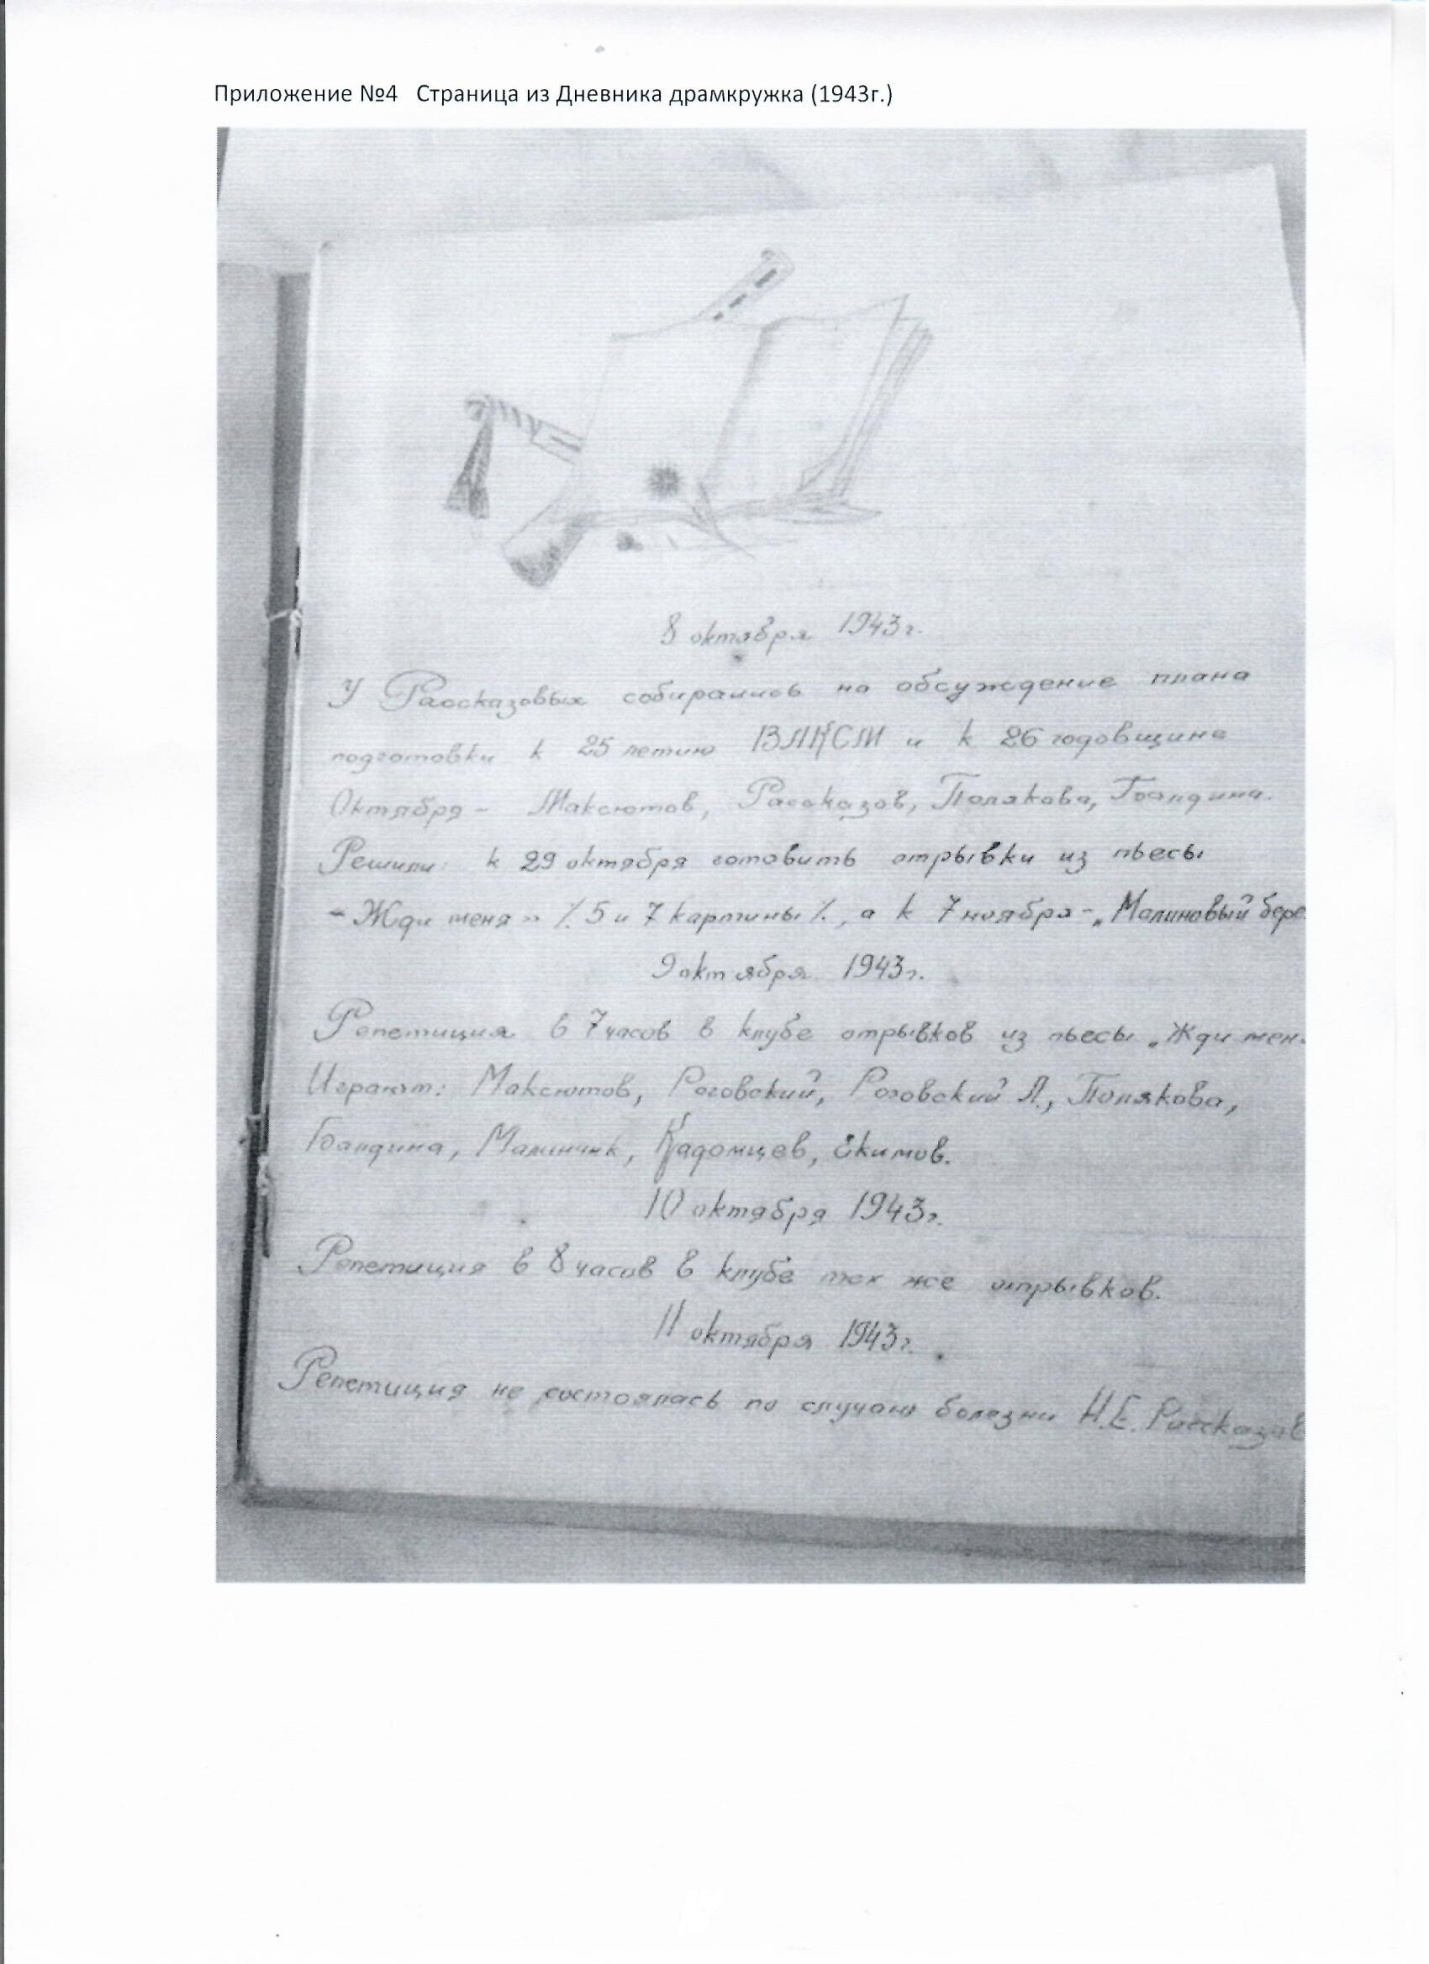 Приложение №4 Страница из Дневника драмкружка (1943г.)
8 октября 1943г.
У Рассказовых собирались на обсуждение плана
подготовки к 25 летию ВЛКСМ и к 26 годовщине
Октября - Максютов, Рассказов, Полякова, Болдина.
Решили: к 29 октября готовить отрывки из пьесы
- Жди меня" /.5 и 7 картины/., а к 7 ноября - „Малиновый бере
9 октября 1943г.
Репетиция в 7 часов в клубе отрывков из пьесы „Жди мен
Играют: Максютов, Роговский, Роговский Л., Полякова,
Болдина, Малинчик, Кадомцев, Екимов.
10 октября 1943г.
Репетиция в 8 часов в клубе тех же отрывков.
11 октября 1943г.
Репетиция не состоялась по случаю болезни Н.Е. Рассказов